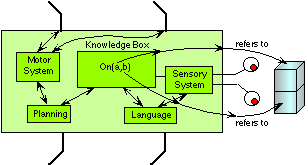 Knowledge Box
refers to
Motor
System
On(a,b)
Sensory
System
Planning
Language
refers to